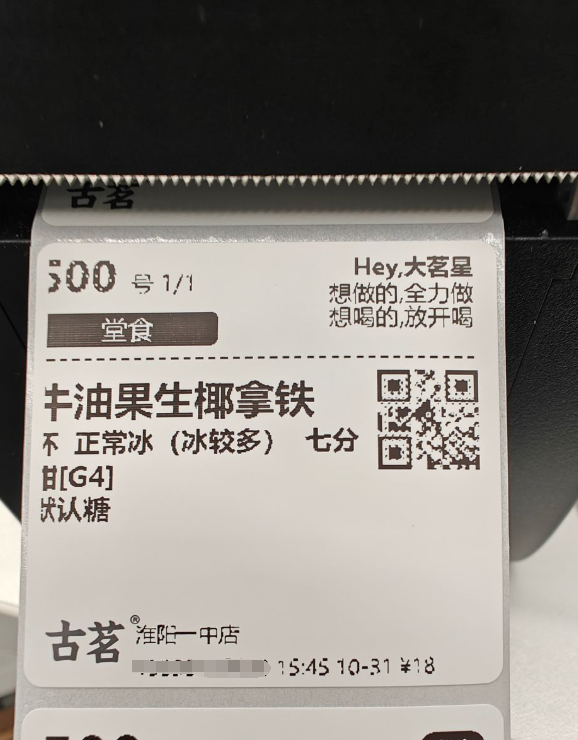 古茗
500 号 1/1
Hey,大茗星
想做的,全力做
想喝的,放开喝
堂食
牛油果生椰拿铁
杯 正常冰（冰较多） 七分
甜[G4]
默认糖
古茗® 淮阳一中店
15:45 10-31 ¥18